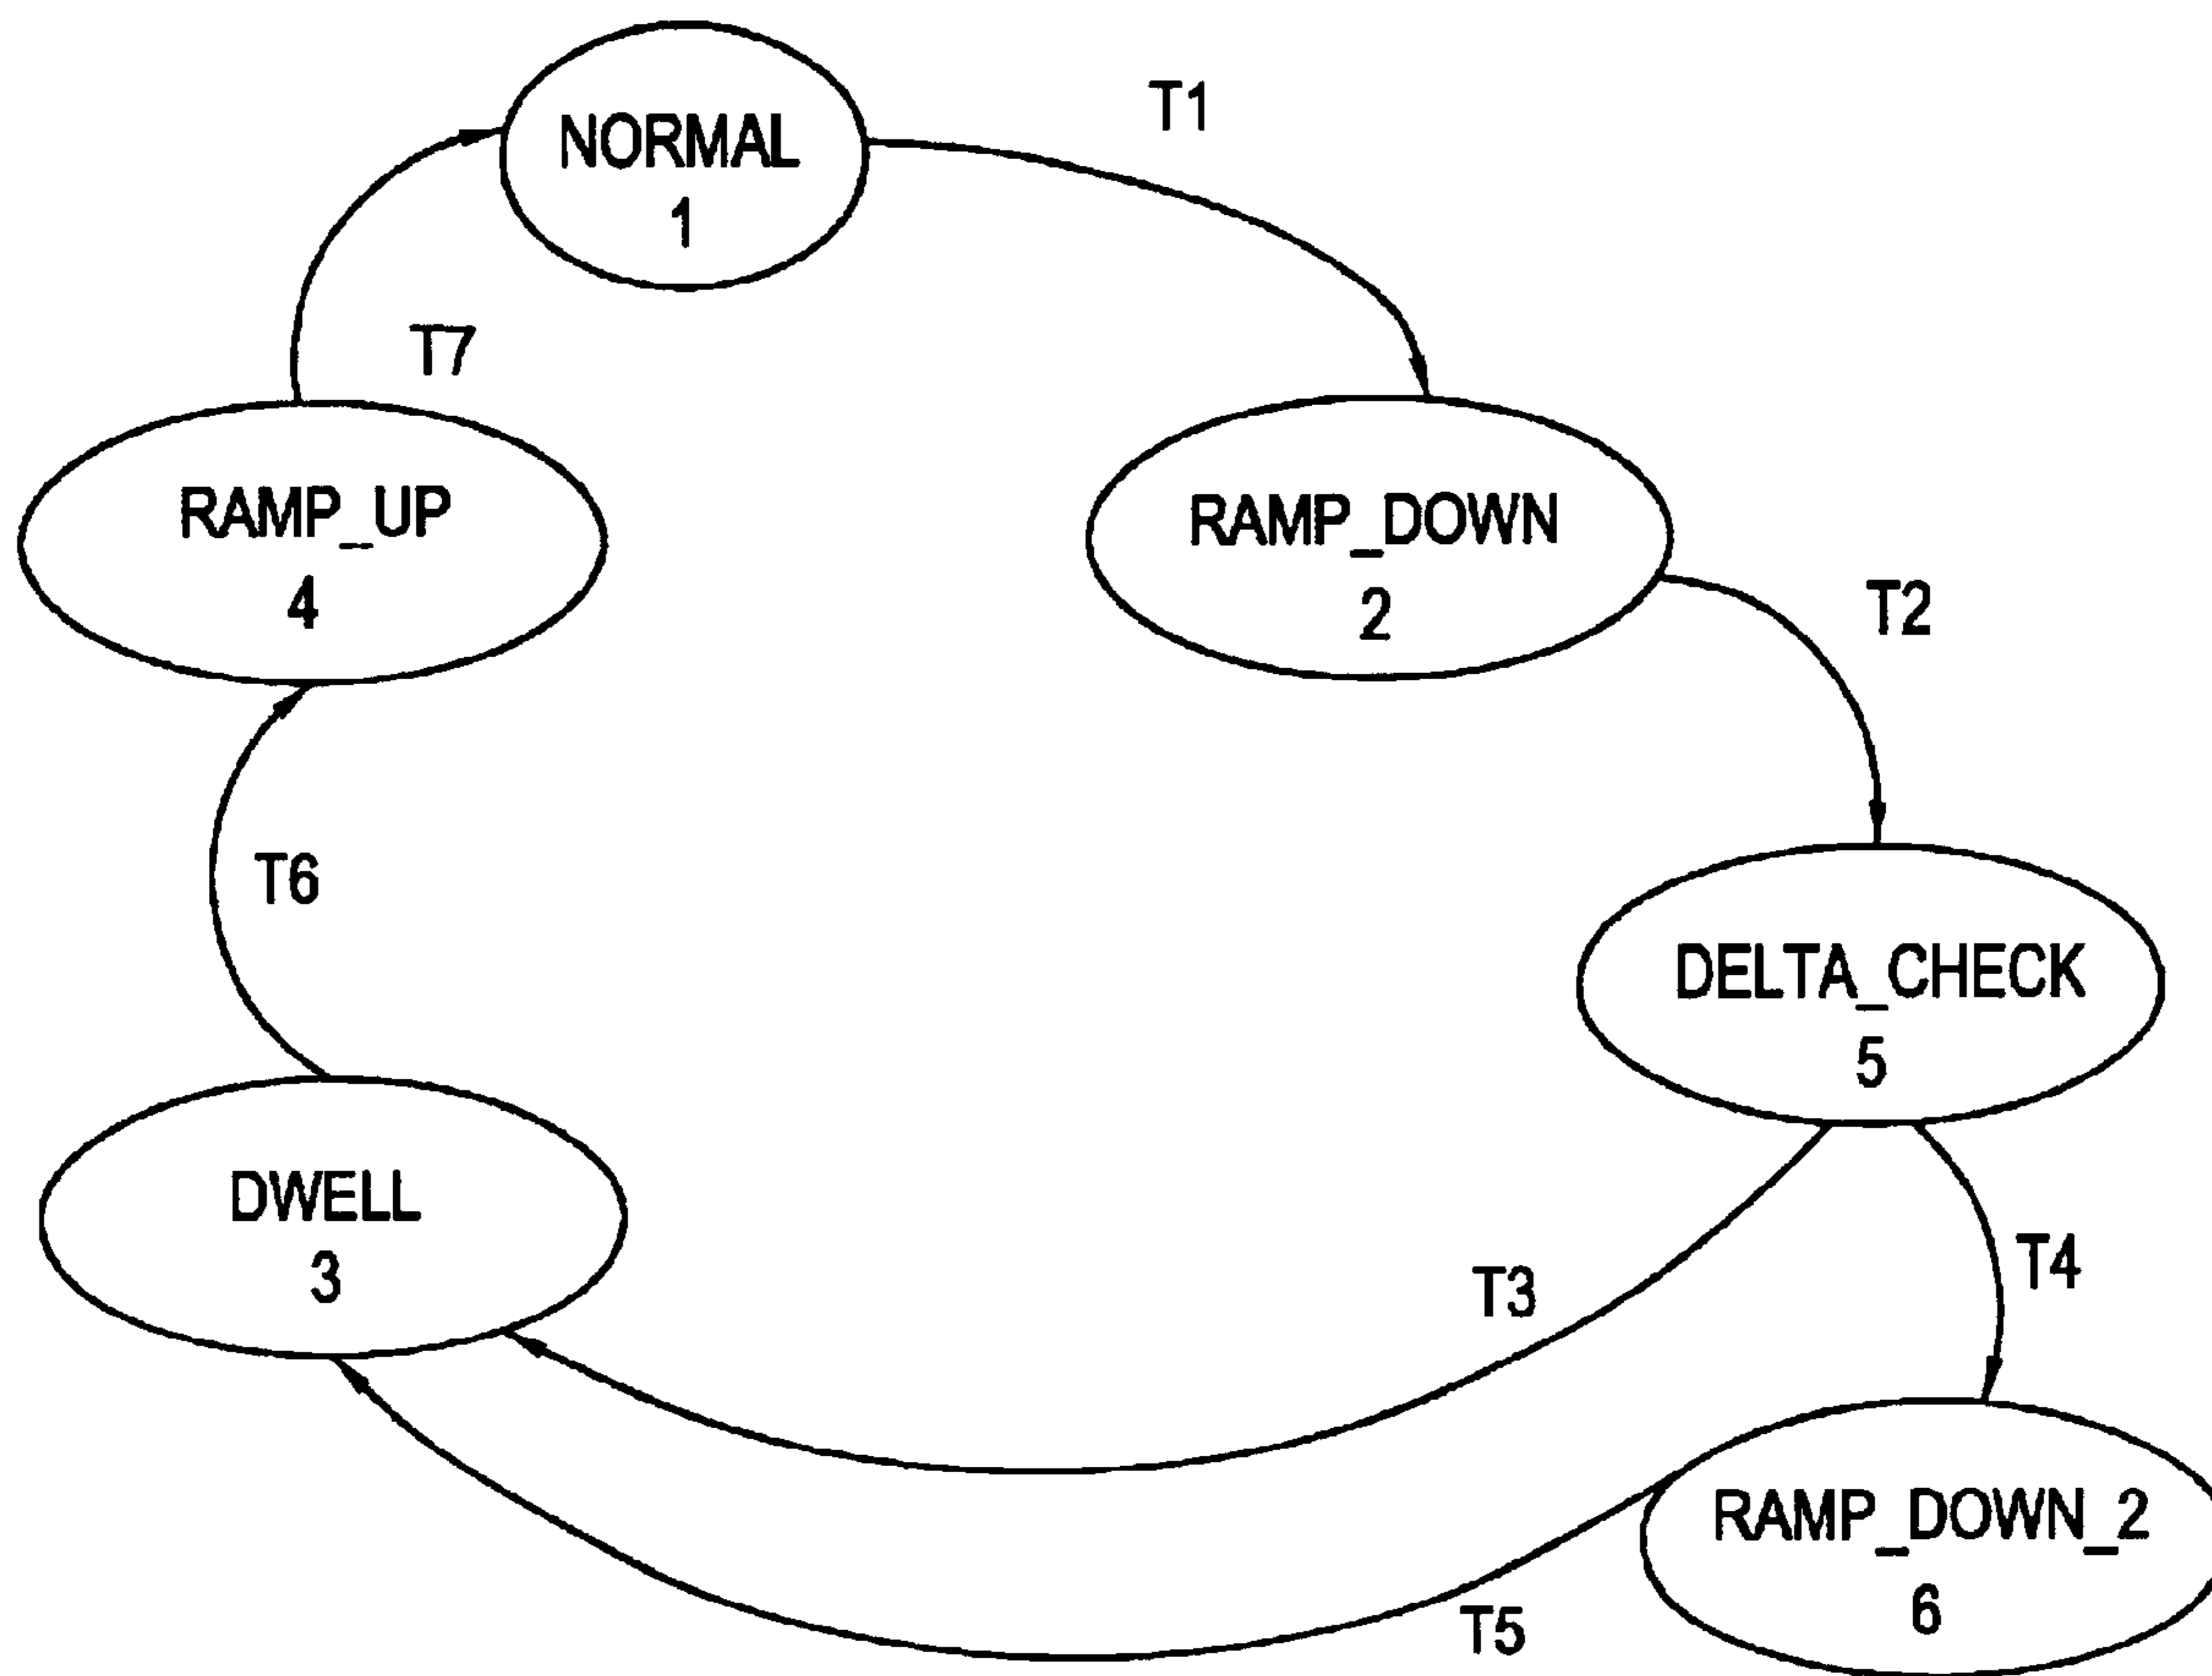 NORMAL
1
T1
T7
RAMP_UP
4
RAMP_DOWN
2
T2
T6
DELTA_CHECK
5
DWELL
3
T3
T4
RAMP_DOWN_2
6
T5